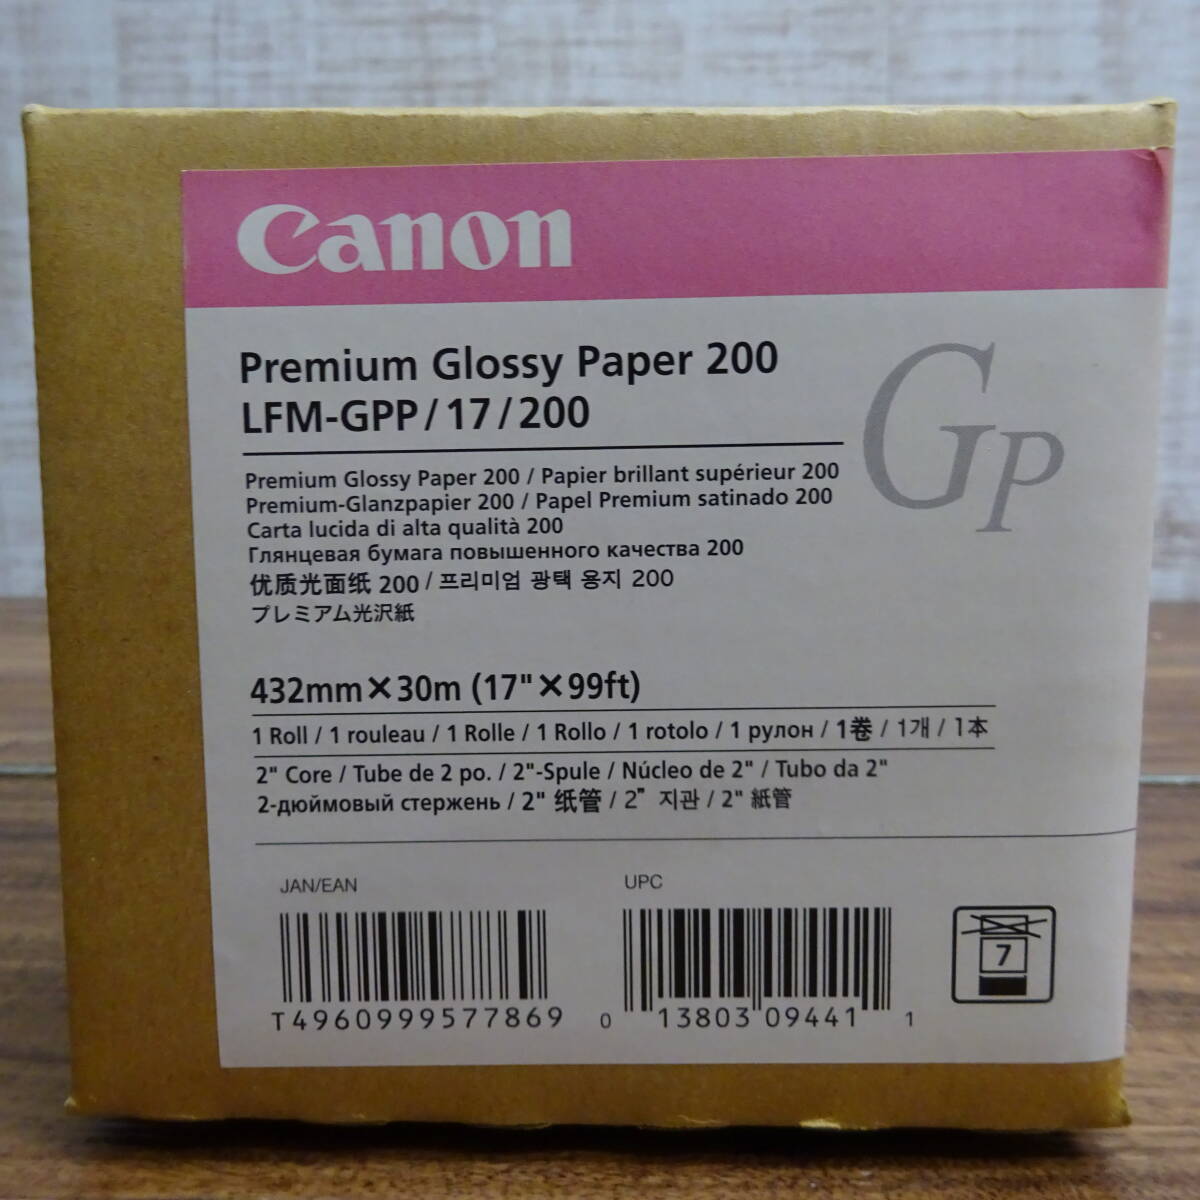 Canon
Premium Glossy Paper 200
LFM-GPP/17/200
GP
Premium Glossy Paper 200 / Papier brillant supérieur 200
Premium-Glanzpapier 200 / Papel Premium satinado 200
Carta lucida di alta qualità 200
Глянцевая бумага повышенного качества 200
优质光面纸 200 / 프리미엄 광택 용지 200
プレミアム光沢紙
432mm×30m (17"×99ft)
1 Roll / 1 rouleau / 1 Rolle / 1 Rollo / 1 rotolo / 1 рулон / 1卷 / 1개 / 1本
2" Core / Tube de 2 po. / 2"-Spule / Núcleo de 2" / Tubo da 2"
2-дюймовый стержень / 2" 纸管 / 2" 지관 / 2" 紙管
JAN/EAN
UPC
7
T4960999577869
0 13803 09441 1